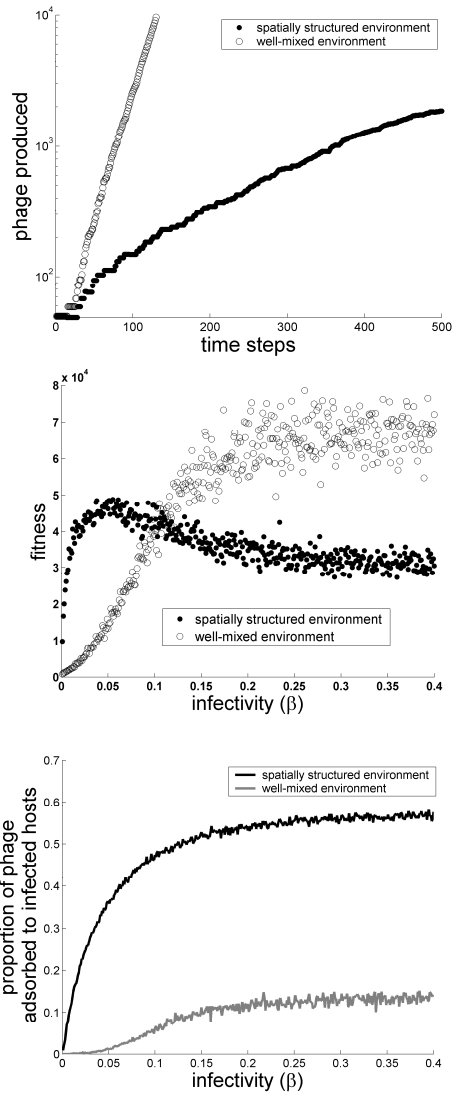 10^4
10^3
10^2
phage produced
spatially structured environment
well-mixed environment
0 100 200 300 400 500
time steps
8 x 10^4
7
6
5
4
3
2
1
0
fitness
spatially structured environment
well-mixed environment
0 0.05 0.1 0.15 0.2 0.25 0.3 0.35 0.4
infectivity (β)
0.7
0.6
0.5
0.4
0.3
0.2
0.1
0
proportion of phage
adsorbed to infected hosts
spatially structured environment
well-mixed environment
0 0.05 0.1 0.15 0.2 0.25 0.3 0.35 0.4
infectivity (β)